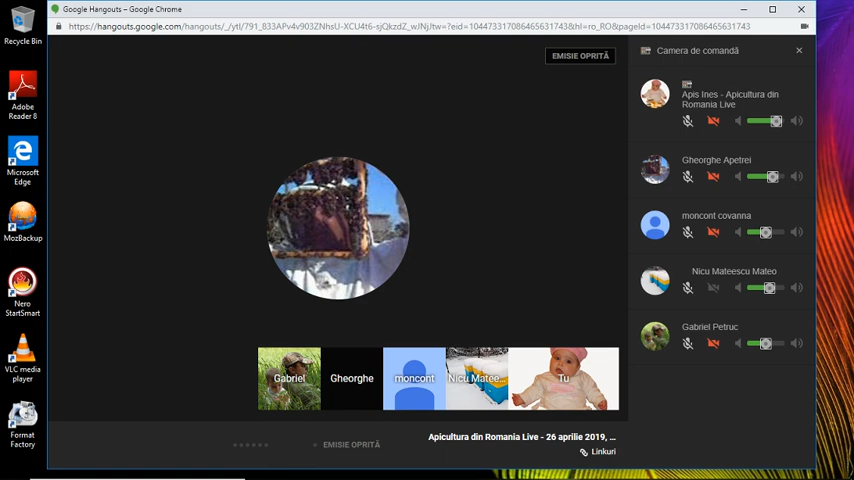 Google Hangouts – Google Chrome
https://hangouts.google.com/hangouts/_/ytl/791_833APv4v903ZNhsU-XCU4t6-sjQkzdZ_wJNjJtw=?eid=104473317086465631743&hl=ro_RO&pageId=104473317086465631743
EMISIE OPRITĂ
Camera de comandă
Apis Ines - Apicultura din
Romania Live
Gheorghe Apetrei
moncont covanna
Nicu Mateescu Mateo
Gabriel Petruc
Gabriel
Gheorghe
moncont
Nicu Matee...
Tu
EMISIE OPRITĂ
Apicultura din Romania Live - 26 aprilie 2019, ...
Linkuri
Recycle Bin
Adobe
Reader 8
Microsoft
Edge
MozBackup
Nero
StartSmart
VLC media
player
Format
Factory